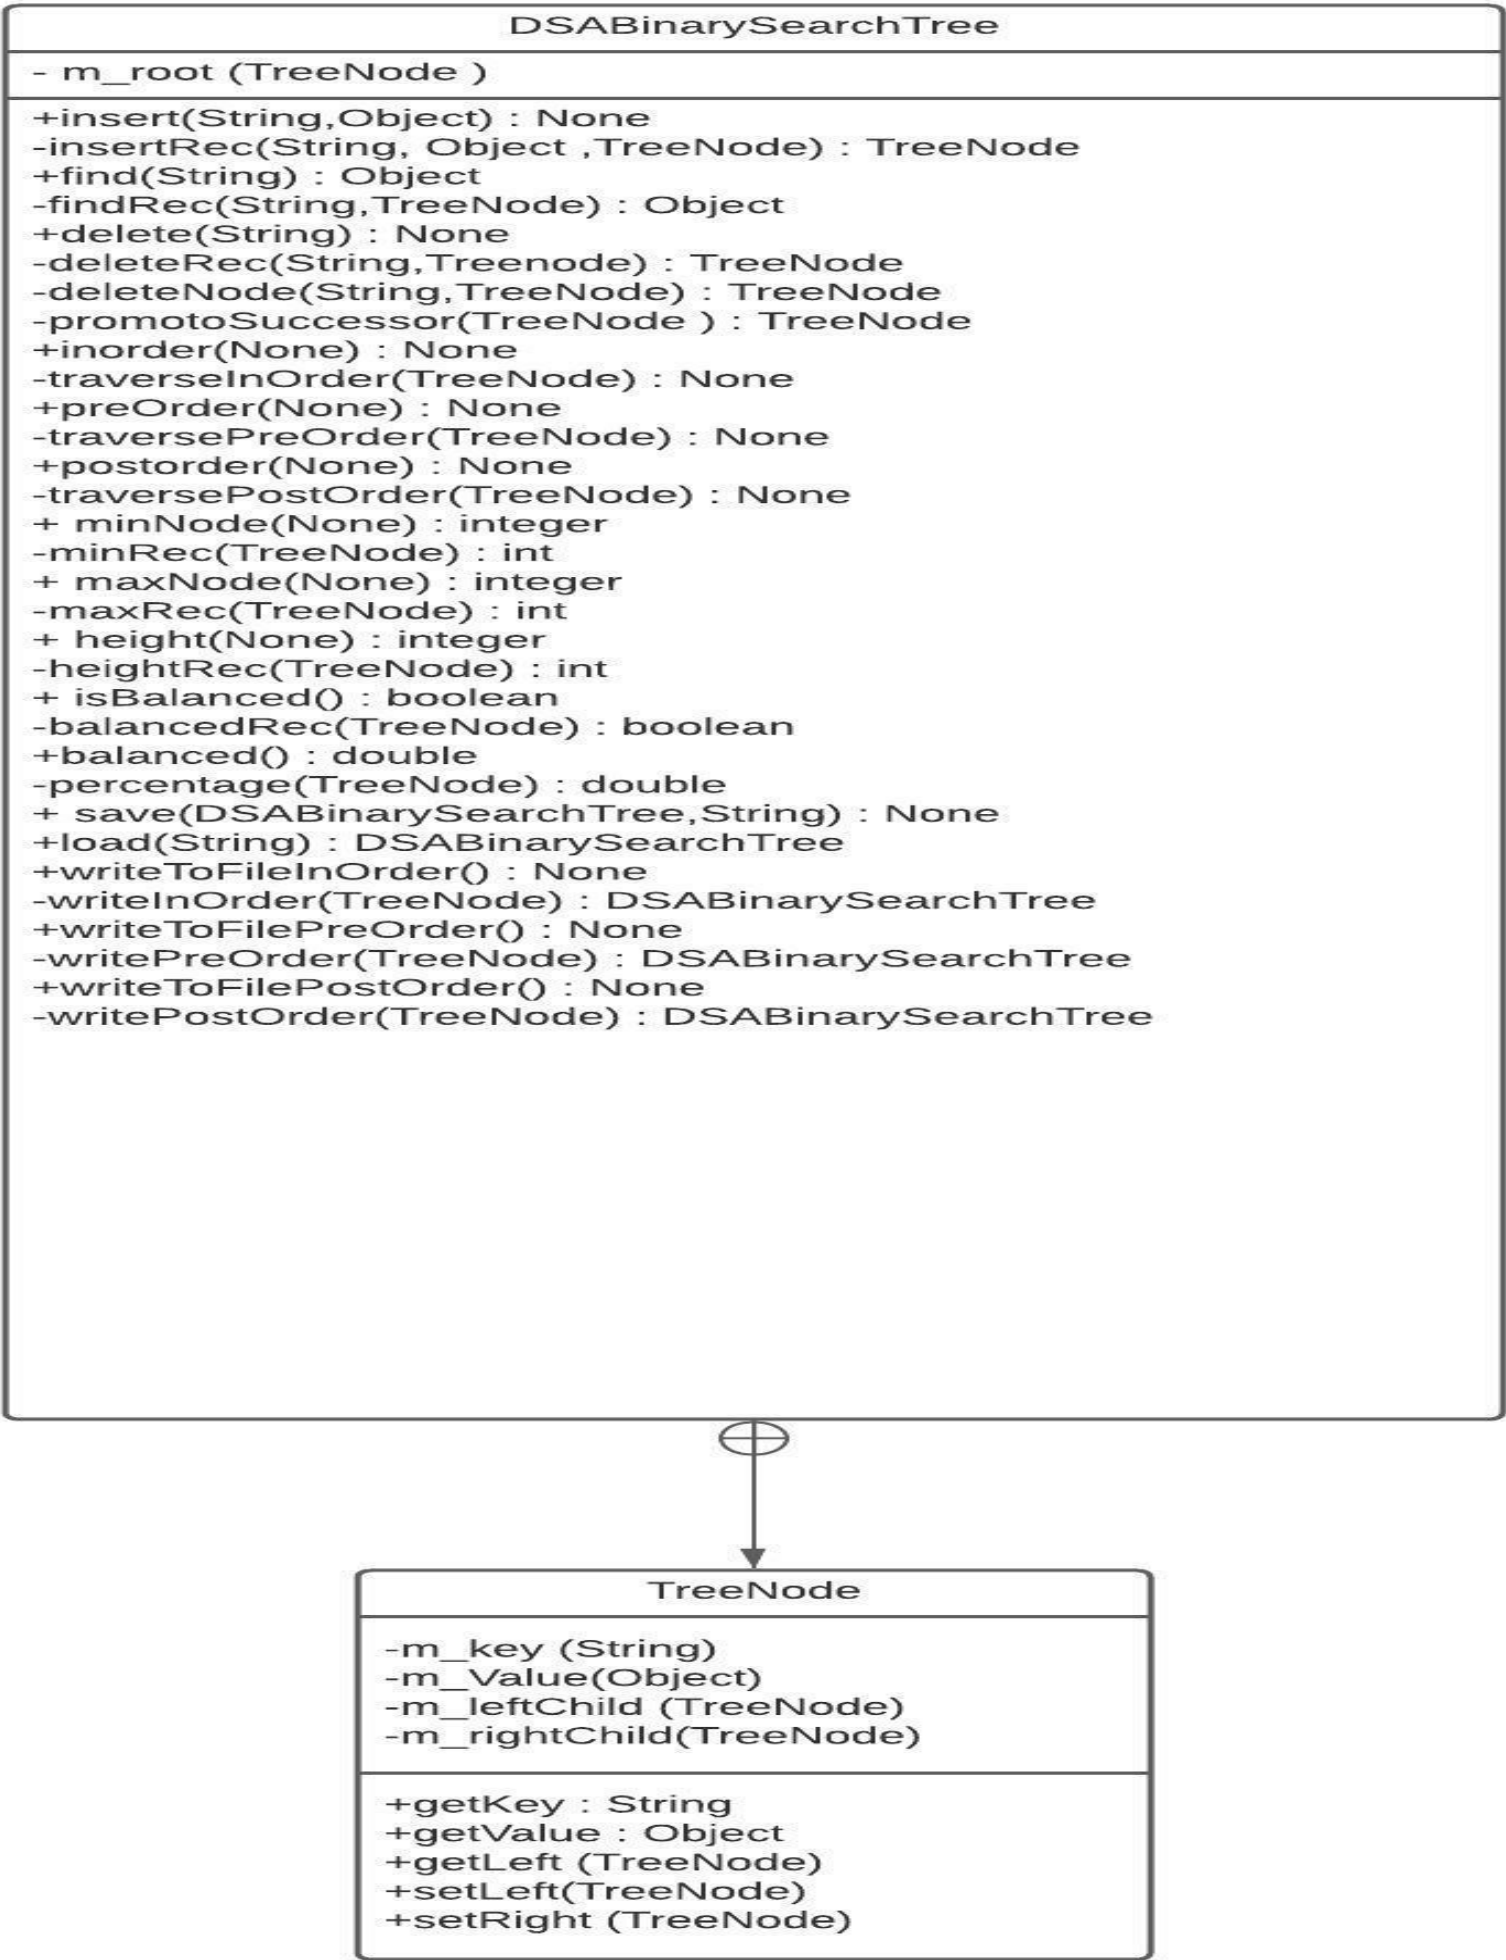 DSABinarySearchTree
- m_root (TreeNode )
+insert(String,Object) : None
-insertRec(String, Object ,TreeNode) : TreeNode
+find(String) : Object
-findRec(String,TreeNode) : Object
+delete(String) : None
-deleteRec(String,Treenode) : TreeNode
-deleteNode(String,TreeNode) : TreeNode
-promotoSuccessor(TreeNode ) : TreeNode
+inorder(None) : None
-traverseInOrder(TreeNode) : None
+preOrder(None) : None
-traversePreOrder(TreeNode) : None
+postorder(None) : None
-traversePostOrder(TreeNode) : None
+ minNode(None) : integer
-minRec(TreeNode) : int
+ maxNode(None) : integer
-maxRec(TreeNode) : int
+ height(None) : integer
-heightRec(TreeNode) : int
+ isBalanced() : boolean
-balancedRec(TreeNode) : boolean
+balanced() : double
-percentage(TreeNode) : double
+ save(DSABinarySearchTree,String) : None
+load(String) : DSABinarySearchTree
+writeToFileInOrder() : None
-writeInOrder(TreeNode) : DSABinarySearchTree
+writeToFilePreOrder() : None
-writePreOrder(TreeNode) : DSABinarySearchTree
+writeToFilePostOrder() : None
-writePostOrder(TreeNode) : DSABinarySearchTree
TreeNode
-m_key (String)
-m_Value(Object)
-m_leftChild (TreeNode)
-m_rightChild(TreeNode)
+getKey : String
+getValue : Object
+getLeft (TreeNode)
+setLeft(TreeNode)
+setRight (TreeNode)